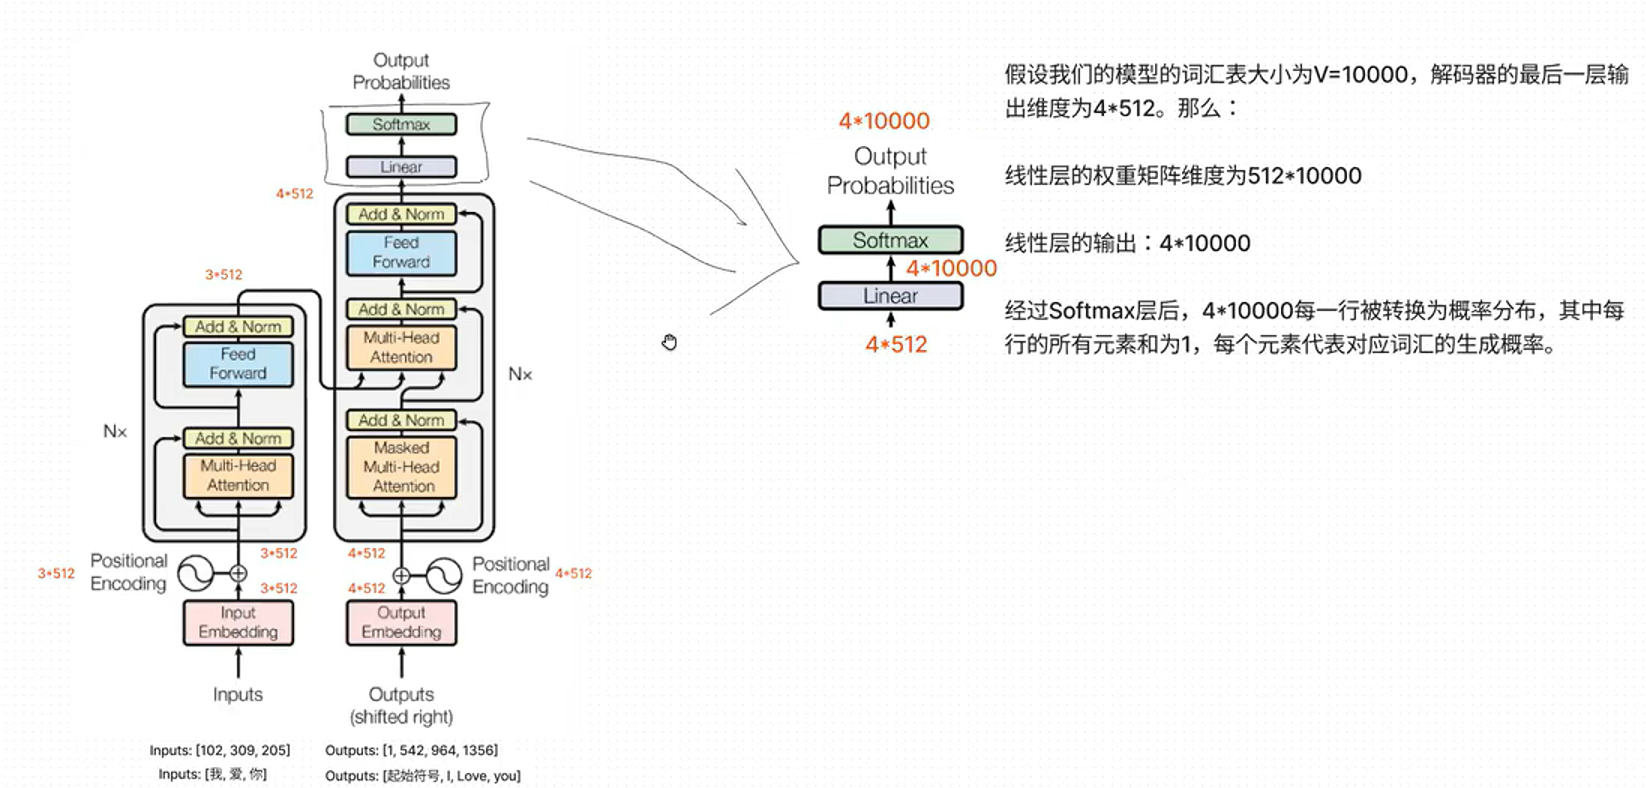 Output
Probabilities
Softmax
Linear
4*512
Add & Norm
Feed
Forward
3*512
Add & Norm
Multi-Head
Attention
Add & Norm
Feed
Forward
N×
Add & Norm
Masked
Multi-Head
Attention
N×
Add & Norm
Multi-Head
Attention
3*512
4*512
3*512
Positional
Encoding
Positional
Encoding
4*512
3*512
4*512
Input
Embedding
Output
Embedding
Inputs
Outputs
(shifted right)
Inputs: [102, 309, 205]
Outputs: [1, 542, 964, 1356]
Inputs: [我, 爱, 你]
Outputs: [起始符号, I, Love, you]
4*10000
Output
Probabilities
Softmax
4*10000
Linear
4*512
假设我们的模型的词汇表大小为V=10000，解码器的最后一层输
出维度为4*512。那么：
线性层的权重矩阵维度为512*10000
线性层的输出：4*10000
经过Softmax层后，4*10000每一行被转换为概率分布，其中每
行的所有元素和为1，每个元素代表对应词汇的生成概率。